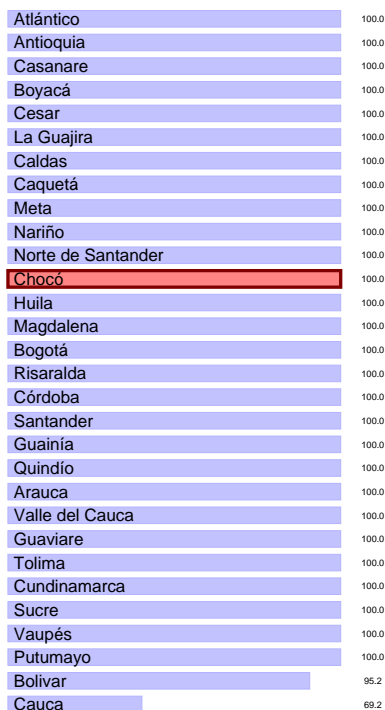 Atlántico 100.0
Antioquia 100.0
Casanare 100.0
Boyacá 100.0
Cesar 100.0
La Guajira 100.0
Caldas 100.0
Caquetá 100.0
Meta 100.0
Nariño 100.0
Norte de Santander 100.0
Chocó 100.0
Huila 100.0
Magdalena 100.0
Bogotá 100.0
Risaralda 100.0
Córdoba 100.0
Santander 100.0
Guainía 100.0
Quindío 100.0
Arauca 100.0
Valle del Cauca 100.0
Guaviare 100.0
Tolima 100.0
Cundinamarca 100.0
Sucre 100.0
Vaupés 100.0
Putumayo 100.0
Bolivar 95.2
Cauca 69.2